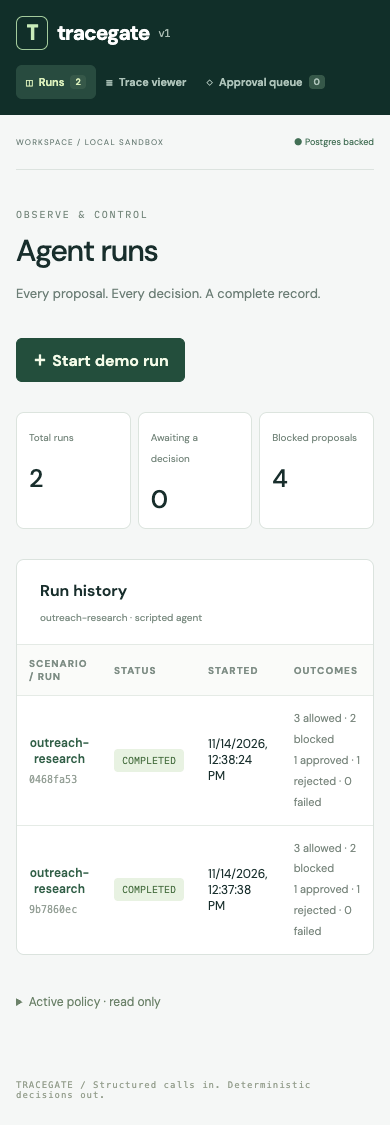 T tracegate v1
Runs 2 Trace viewer Approval queue 0
WORKSPACE / LOCAL SANDBOX
Postgres backed
OBSERVE & CONTROL
Agent runs
Every proposal. Every decision. A complete record.
+ Start demo run
Total runs
2
Awaiting a
decision
0
Blocked proposals
4
Run history
outreach-research · scripted agent
SCENARIO
/ RUN
STATUS
STARTED
OUTCOMES
outreach-
research
0468fa53
COMPLETED
11/14/2026,
12:38:24
PM
3 allowed · 2
blocked
1 approved · 1
rejected · 0
failed
outreach-
research
9b7860ec
COMPLETED
11/14/2026,
12:37:38
PM
3 allowed · 2
blocked
1 approved · 1
rejected · 0
failed
Active policy · read only
TRACEGATE / Structured calls in. Deterministic
decisions out.